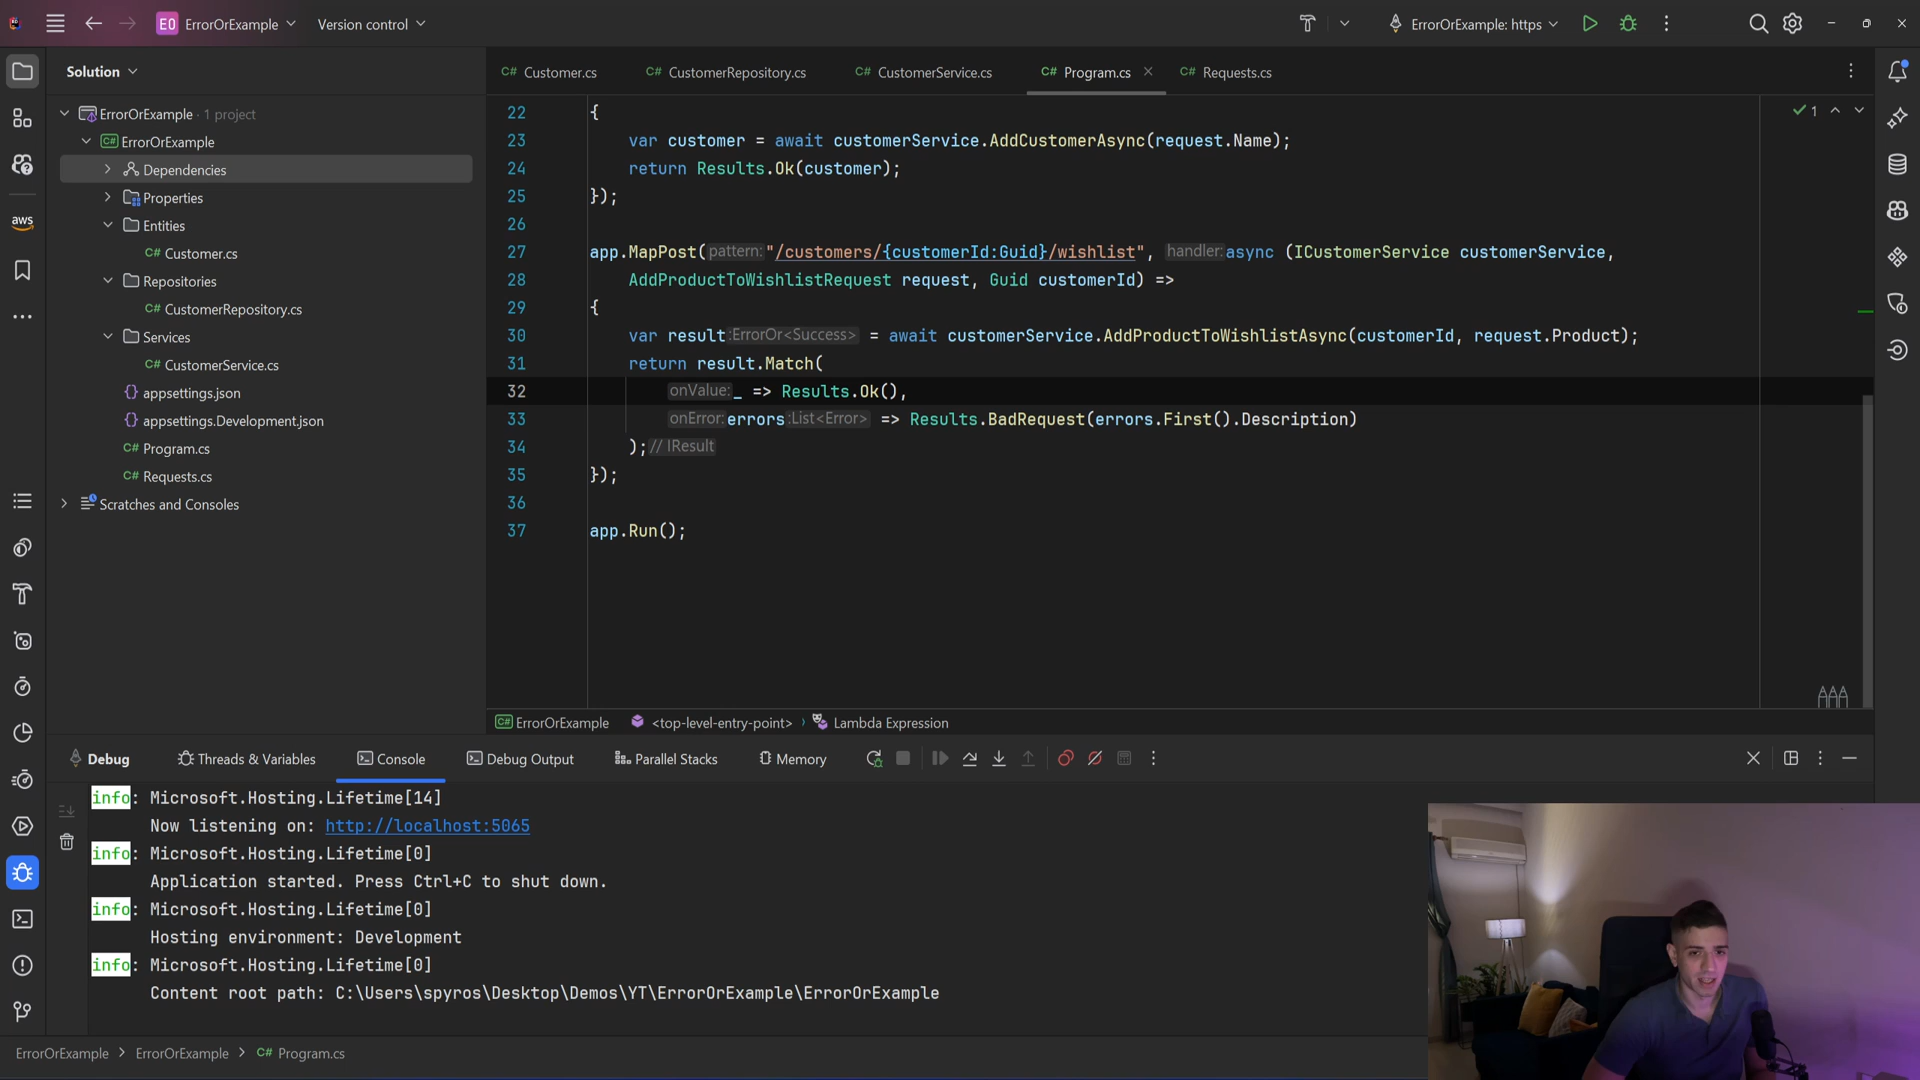 EO ErrorOrExample Version control ErrorOrExample: https
Solution
Customer.cs CustomerRepository.cs CustomerService.cs Program.cs Requests.cs
ErrorOrExample · 1 project
ErrorOrExample
Dependencies
Properties
Entities
C# Customer.cs
Repositories
C# CustomerRepository.cs
Services
C# CustomerService.cs
{} appsettings.json
{} appsettings.Development.json
C# Program.cs
C# Requests.cs
Scratches and Consoles
aws
1
22 {
23 var customer = await customerService.AddCustomerAsync(request.Name);
24 return Results.Ok(customer);
25 });
26
27 app.MapPost( pattern: "/customers/{customerId:Guid}/wishlist", handler: async (ICustomerService customerService,
28 AddProductToWishlistRequest request, Guid customerId) =>
29 {
30 var result :ErrorOr<Success> = await customerService.AddProductToWishlistAsync(customerId, request.Product);
31 return result.Match(
32 onValue: _ => Results.Ok(),
33 onError: errors :List<Error> => Results.BadRequest(errors.First().Description)
34 ); // IResult
35 });
36
37 app.Run();
C# ErrorOrExample <top-level-entry-point> › Lambda Expression
Debug Threads & Variables Console Debug Output Parallel Stacks Memory
info: Microsoft.Hosting.Lifetime[14]
Now listening on: http://localhost:5065
info: Microsoft.Hosting.Lifetime[0]
Application started. Press Ctrl+C to shut down.
info: Microsoft.Hosting.Lifetime[0]
Hosting environment: Development
info: Microsoft.Hosting.Lifetime[0]
Content root path: C:\Users\spyros\Desktop\Demos\YT\ErrorOrExample\ErrorOrExample
ErrorOrExample › ErrorOrExample › C# Program.cs